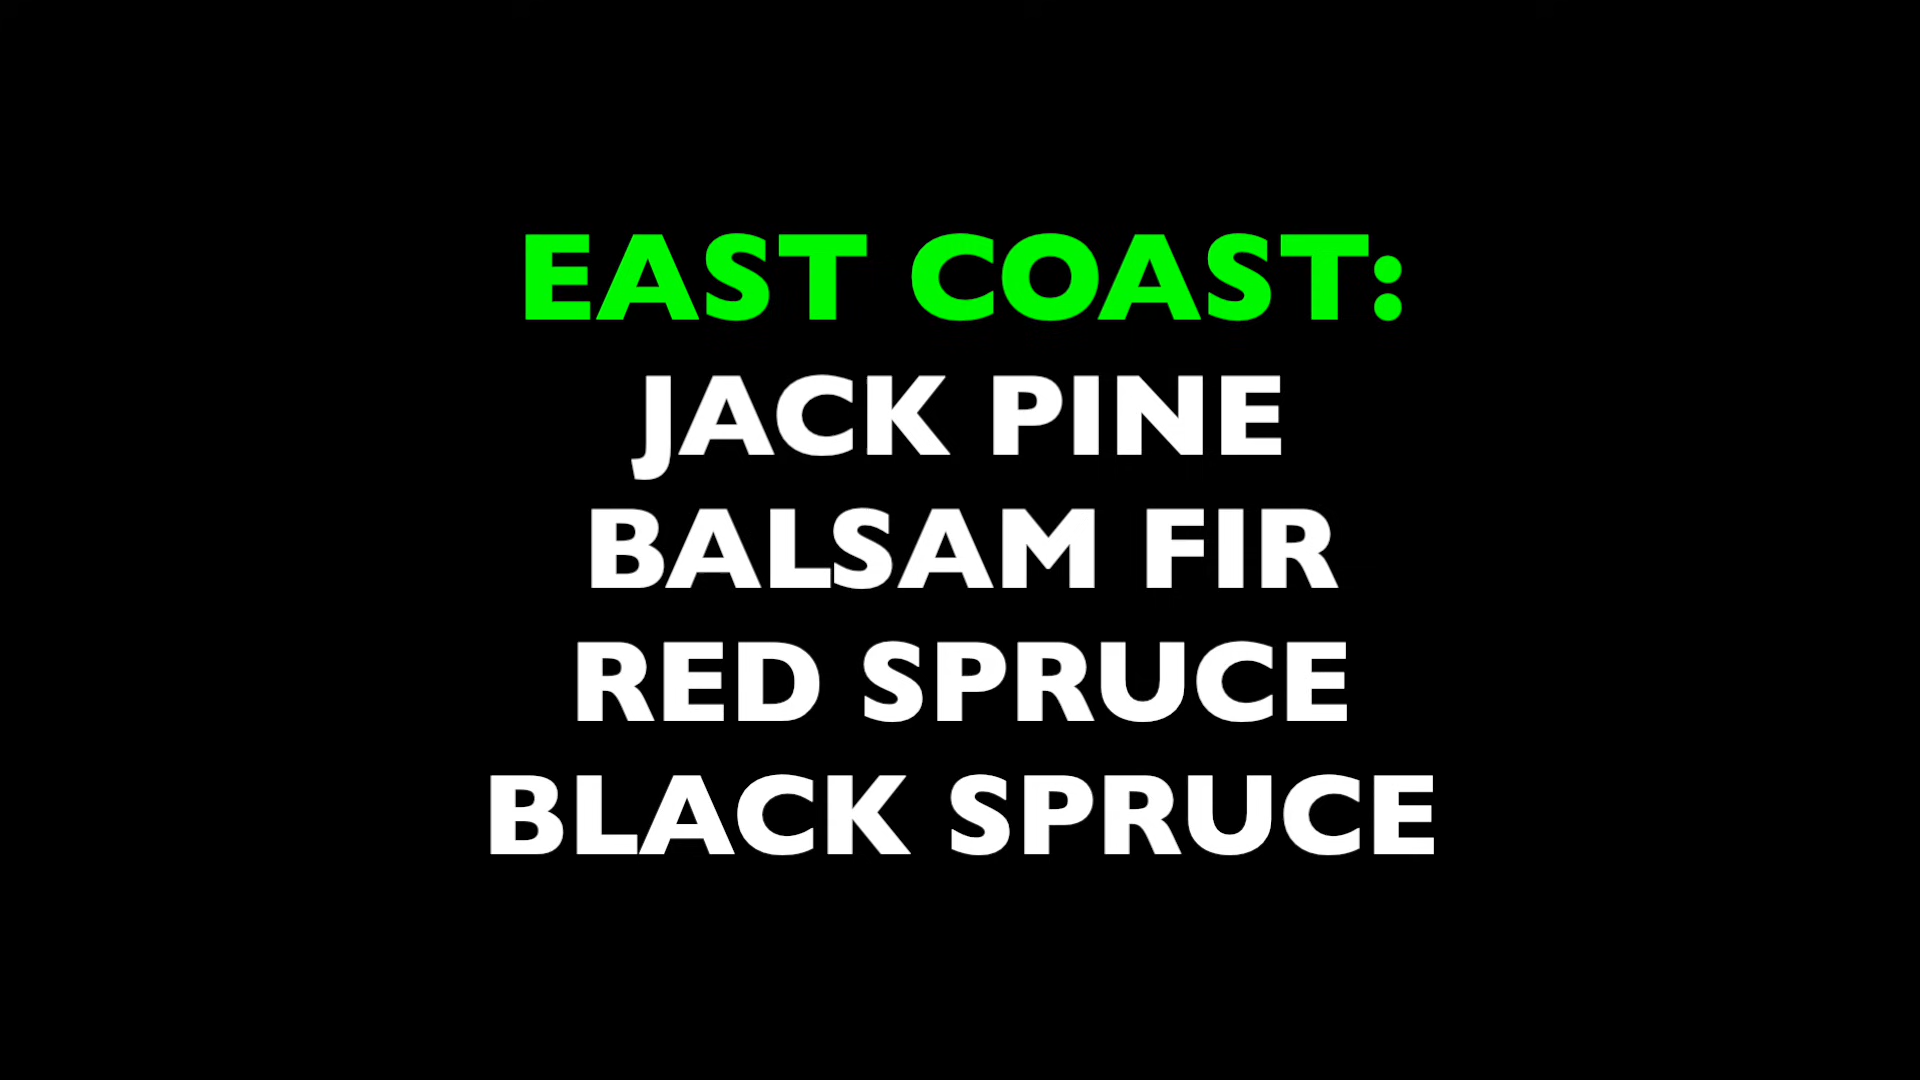 EAST COAST:
JACK PINE
BALSAM FIR
RED SPRUCE
BLACK SPRUCE